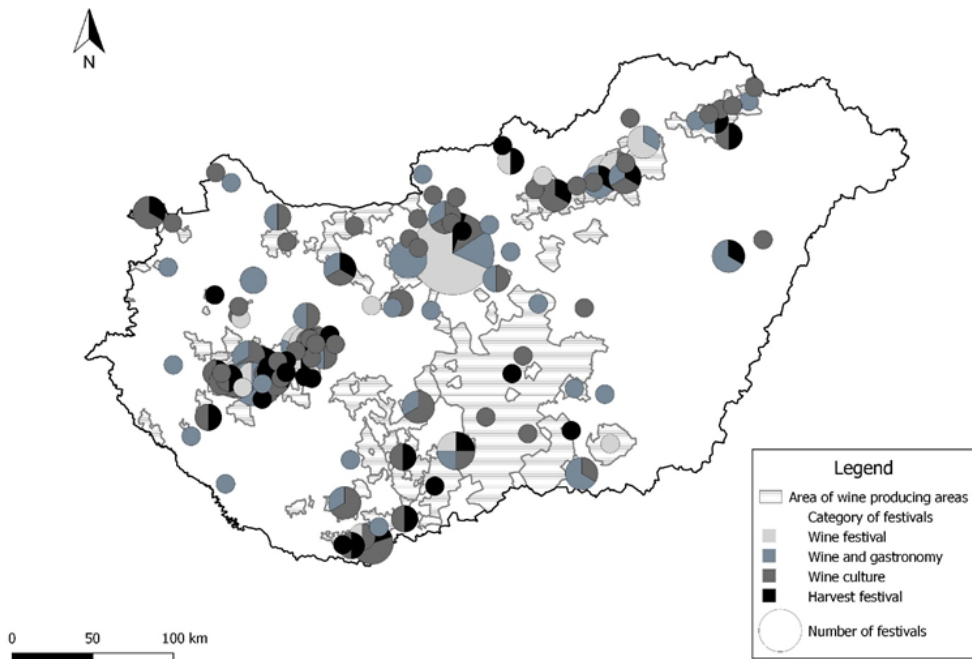 N
Legend
Area of wine producing areas
Category of festivals
Wine festival
Wine and gastronomy
Wine culture
Harvest festival
Number of festivals
0 50 100 km